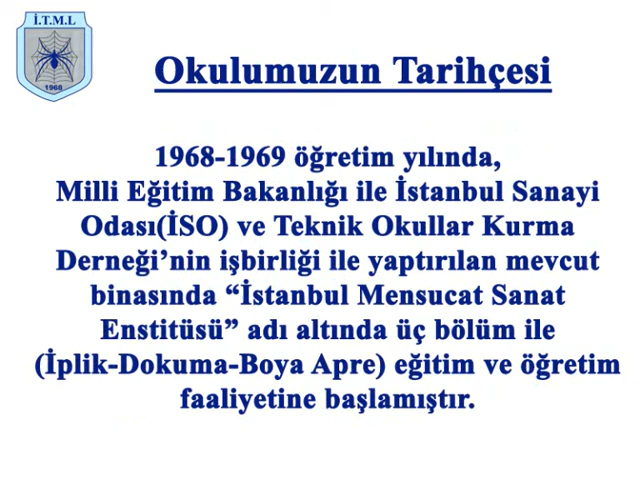 İ.T.M.L
1968
Okulumuzun Tarihçesi
1968-1969 öğretim yılında,
Milli Eğitim Bakanlığı ile İstanbul Sanayi
Odası(İSO) ve Teknik Okullar Kurma
Derneği’nin işbirliği ile yaptırılan mevcut
binasında “İstanbul Mensucat Sanat
Enstitüsü” adı altında üç bölüm ile
(İplik-Dokuma-Boya Apre) eğitim ve öğretim
faaliyetine başlamıştır.